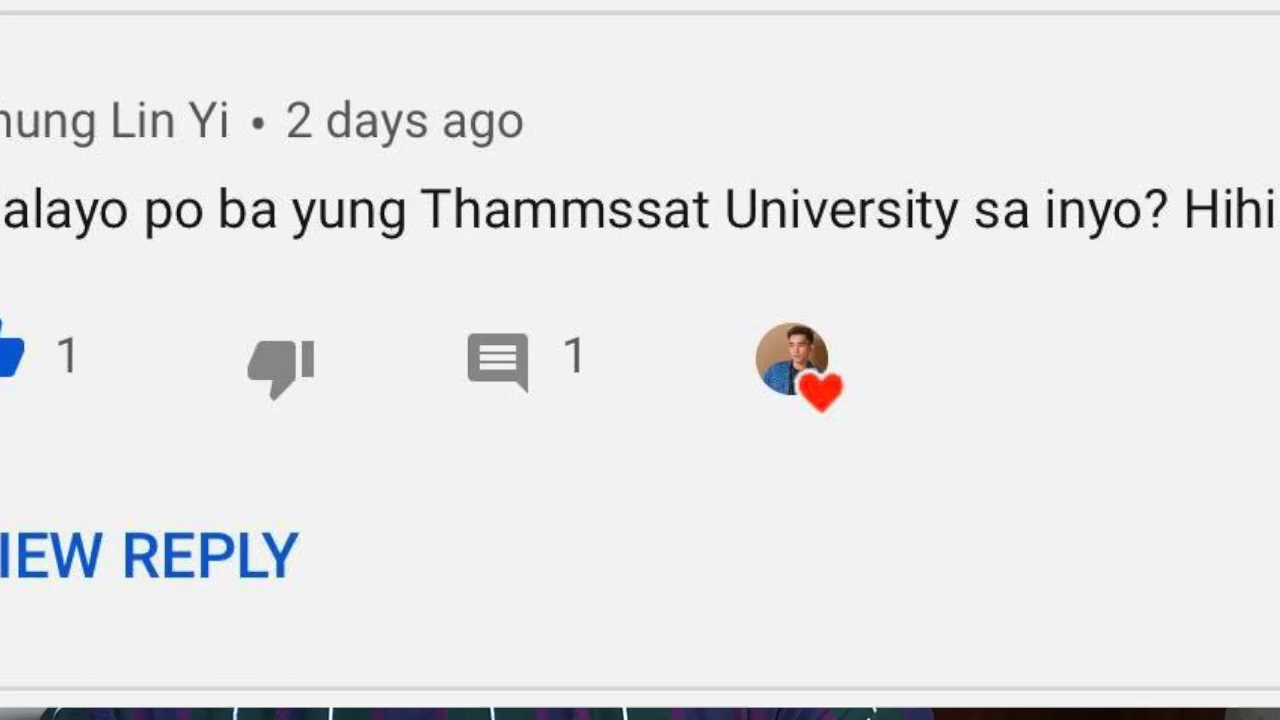 hung Lin Yi • 2 days ago
alayo po ba yung Thammssat University sa inyo? Hihi
1
1
IEW REPLY